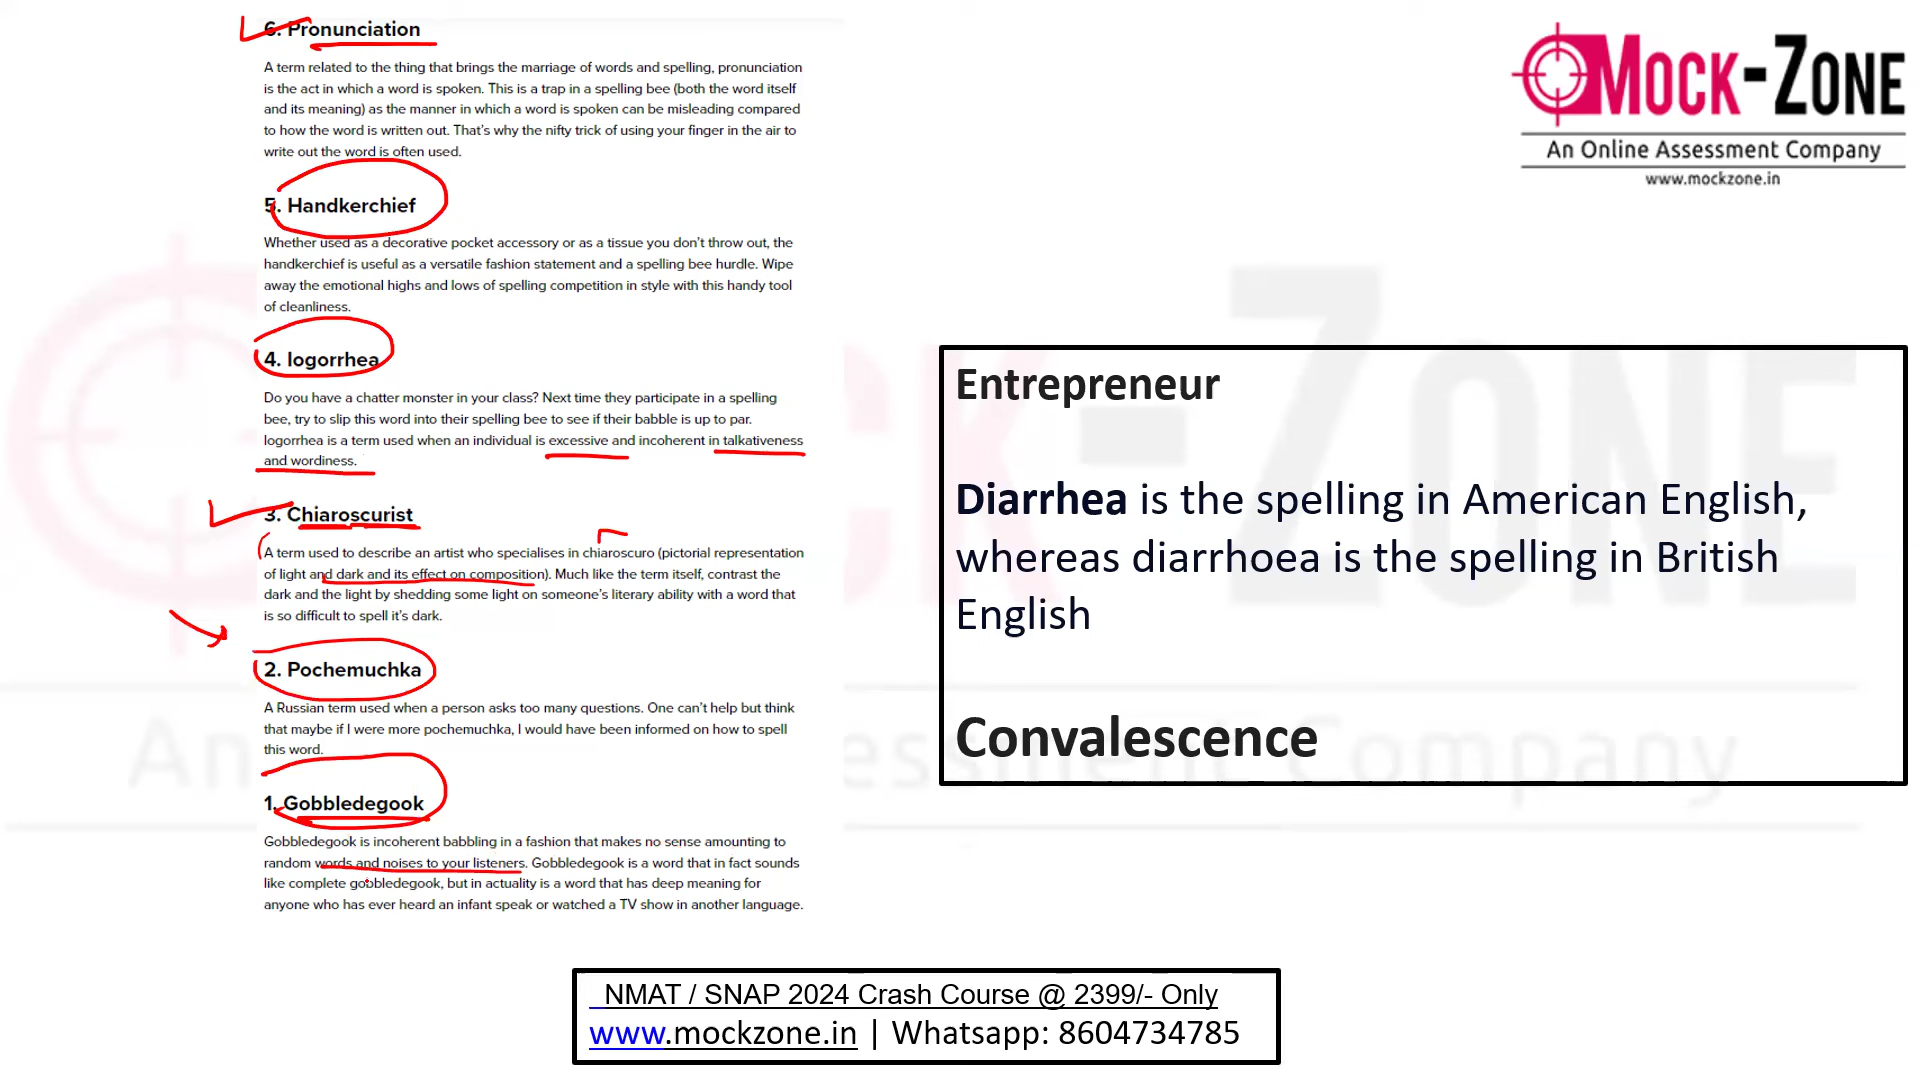 6. Pronunciation
A term related to the thing that brings the marriage of words and spelling, pronunciation
is the act in which a word is spoken. This is a trap in a spelling bee (both the word itself
and its meaning) as the manner in which a word is spoken can be misleading compared
to how the word is written out. That's why the nifty trick of using your finger in the air to
write out the word is often used.
5. Handkerchief
Whether used as a decorative pocket accessory or as a tissue you don't throw out, the
handkerchief is useful as a versatile fashion statement and a spelling bee hurdle. Wipe
away the emotional highs and lows of spelling competition in style with this handy tool
of cleanliness.
4. logorrhea
Do you have a chatter monster in your class? Next time they participate in a spelling
bee, try to slip this word into their spelling bee to see if their babble is up to par.
logorrhea is a term used when an individual is excessive and incoherent in talkativeness
and wordiness.
3. Chiaroscurist
A term used to describe an artist who specialises in chiaroscuro (pictorial representation
of light and dark and its effect on composition). Much like the term itself, contrast the
dark and the light by shedding some light on someone's literary ability with a word that
is so difficult to spell it's dark.
2. Pochemuchka
A Russian term used when a person asks too many questions. One can't help but think
that maybe if I were more pochemuchka, I would have been informed on how to spell
this word.
1. Gobbledegook
Gobbledegook is incoherent babbling in a fashion that makes no sense amounting to
random words and noises to your listeners. Gobbledegook is a word that in fact sounds
like complete gobbledegook, but in actuality is a word that has deep meaning for
anyone who has ever heard an infant speak or watched a TV show in another language.
MOCK-ZONE
An Online Assessment Company
www.mockzone.in
Entrepreneur
Diarrhea is the spelling in American English,
whereas diarrhoea is the spelling in British
English
Convalescence
NMAT / SNAP 2024 Crash Course @ 2399/- Only
www.mockzone.in | Whatsapp: 8604734785